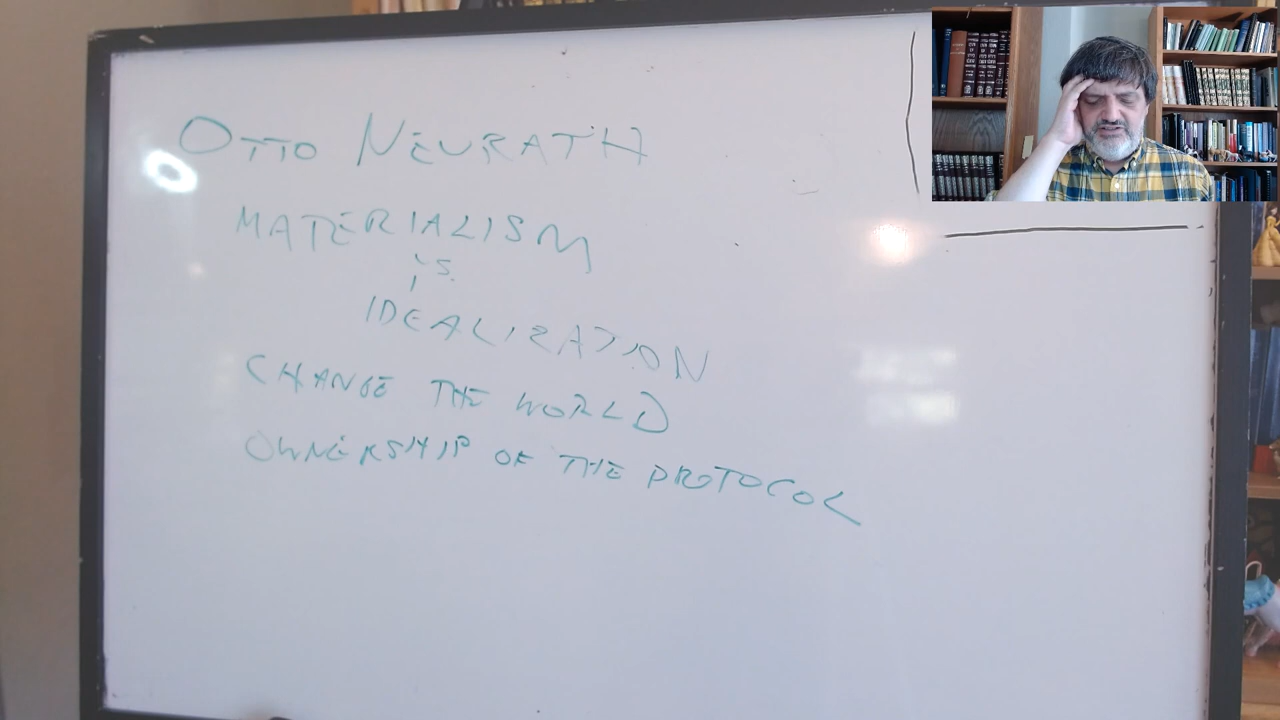 OTTO NEURATH
MATERIALISM
vs.
IDEALIZATION
CHANGE THE WORLD
OWNERSHIP OF THE PROTOCOL